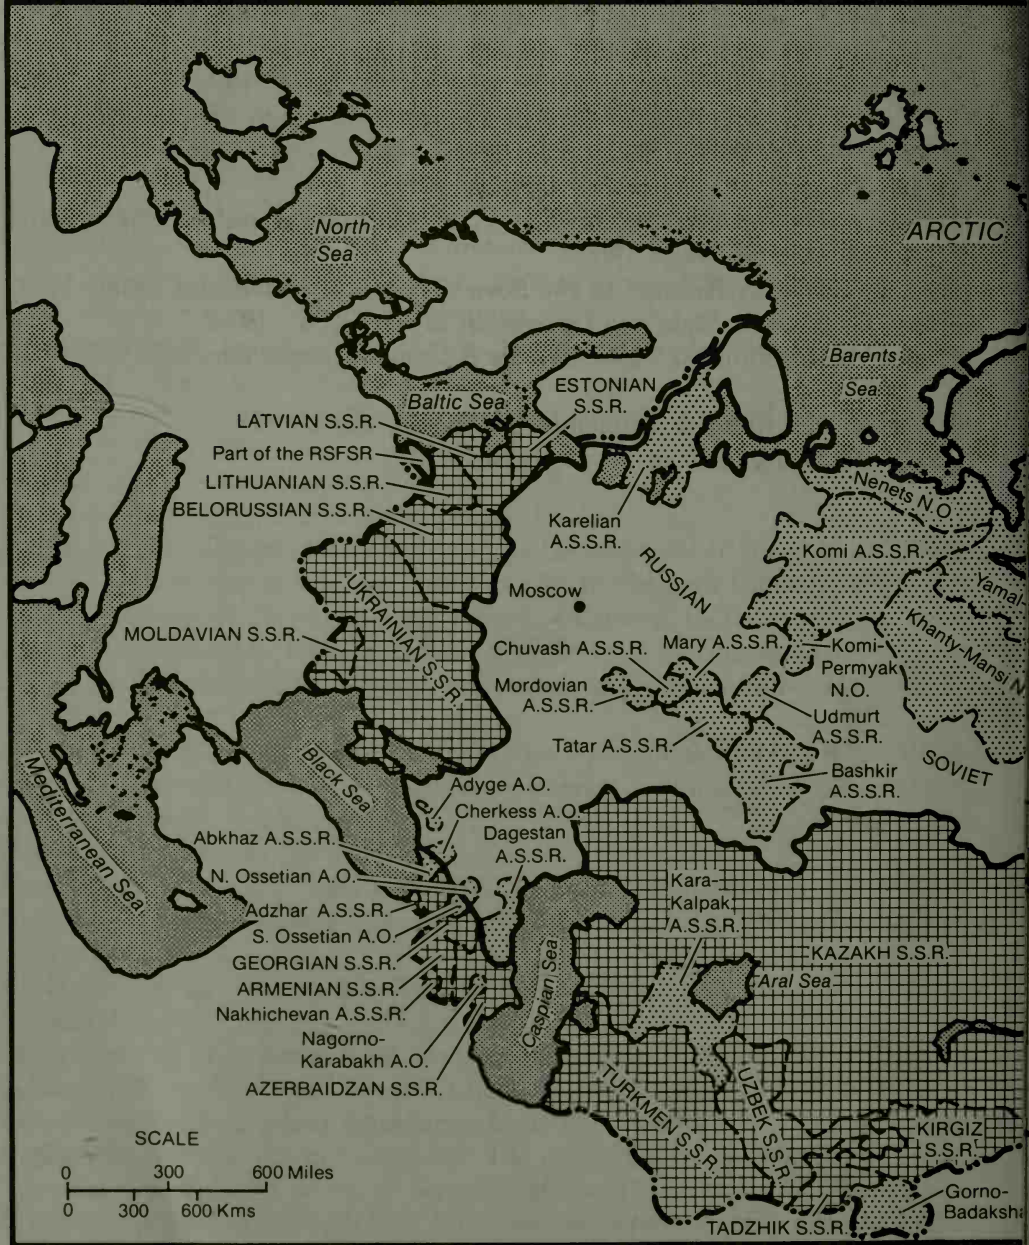 North
Sea
ARCTIC
Barents
Sea
Baltic Sea
ESTONIAN
S.S.R.
LATVIAN S.S.R.
Part of the RSFSR
LITHUANIAN S.S.R.
BELORUSSIAN S.S.R.
Karelian
A.S.S.R.
Nenets N.O.
Komi A.S.S.R.
Yamal-
RUSSIAN
Moscow
UKRAINIAN S.S.R.
MOLDAVIAN S.S.R.
Khanty-Mansi N
Chuvash A.S.S.R.
Mary A.S.S.R.
Komi-
Permyak
N.O.
Mordovian
A.S.S.R.
Udmurt
A.S.S.R.
Tatar A.S.S.R.
SOVIET
Bashkir
A.S.S.R.
Mediterranean Sea
Black Sea
Adyge A.O.
Cherkess A.O.
Dagestan
A.S.S.R.
Abkhaz A.S.S.R.
N. Ossetian A.O.
Adzhar A.S.S.R.
S. Ossetian A.O.
GEORGIAN S.S.R.
ARMENIAN S.S.R.
Nakhichevan A.S.S.R.
Nagorno-
Karabakh A.O.
AZERBAIDZAN S.S.R.
Kara-
Kalpak
A.S.S.R.
KAZAKH S.S.R.
Aral Sea
Caspian Sea
TURKMEN S.S.R.
UZBEK S.S.R.
KIRGIZ
S.S.R.
Gorno-
Badaksha
TADZHIK S.S.R.
SCALE
0 300 600 Miles
0 300 600 Kms